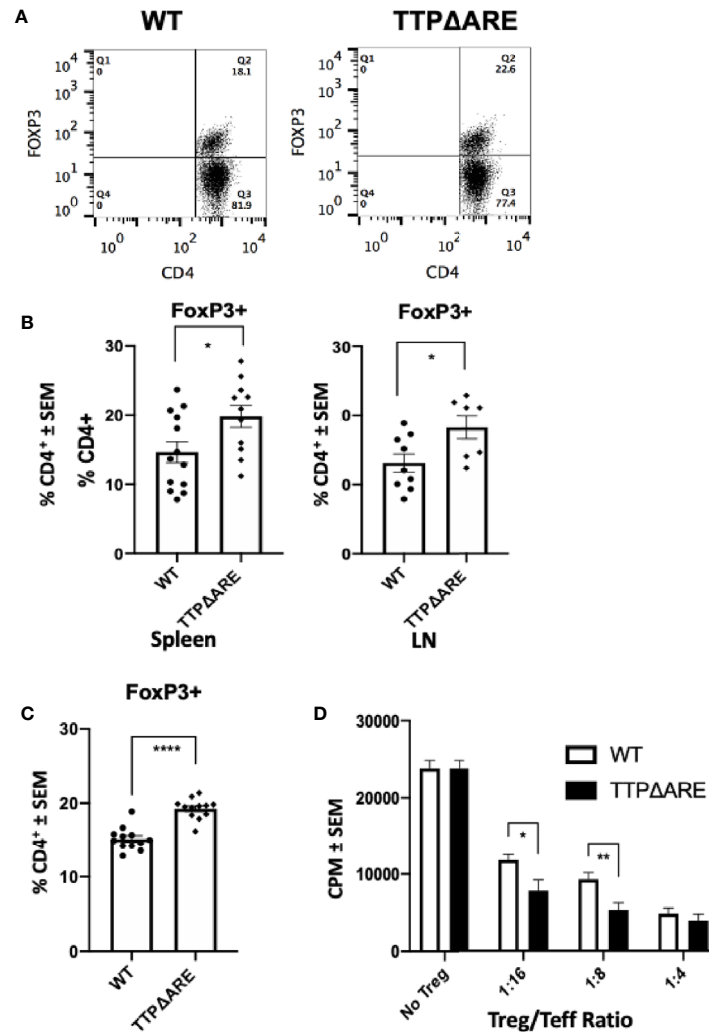 A
WT
TTPΔARE
FOXP3
10⁴
10³
10²
10¹
10⁰
Q1
0
Q2
18.1
Q4
0
Q3
81.9
10⁰
10²
10⁴
CD4
FOXP3
10⁴
10³
10²
10¹
10⁰
Q1
0
Q2
22.6
Q4
0
Q3
77.4
10⁰
10²
10⁴
CD4
B
FoxP3+
*
% CD4⁺ ± SEM
% CD4+
30
20
10
0
WT
TTPΔARE
Spleen
FoxP3+
*
% CD4⁺ ± SEM
30
0
0
0
WT
TTPΔARE
LN
C
FoxP3+
****
% CD4⁺ ± SEM
30
20
10
0
WT
TTPΔARE
D
CPM ± SEM
30000
20000
10000
0
WT
TTPΔARE
*
**
No Treg
1:16
1:8
1:4
Treg/Teff Ratio